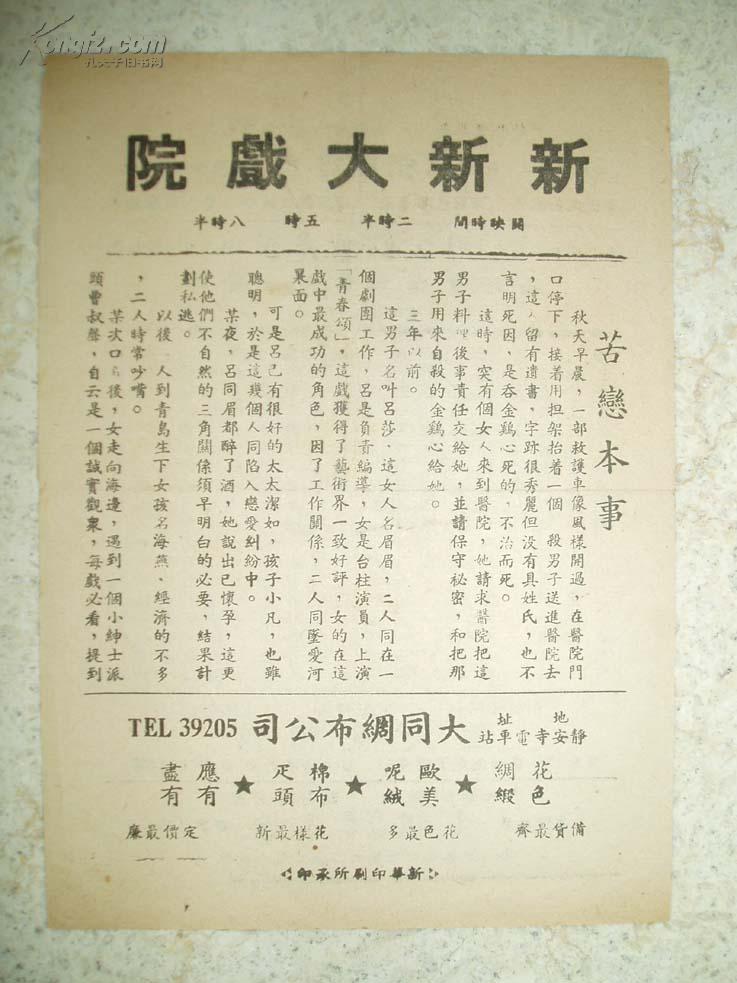 Kongfz.com
孔夫子旧书网
新新大戲院
開映時間 二時半 五時 八時半
苦戀本事
秋天早晨，一部救護車像風樣開過，在醫院門
口停下，接着用担架抬着一個 殺男子送進醫院去
，這人留有遺書，字跡很秀麗但没有具姓氏，也不
言明死因，是吞金鷄心死的，不治而死。
這時，突有個女人來到醫院，她請求醫院把這
男子料理後事責任交給她，並請保守秘密，和把那
男子用來自殺的金鷄心給她。
三年以前。
這男子名叫呂莎，這女人名眉眉，二人同在一
個劇團工作，呂是負責編導，女是台柱演員，上演
「青春頌」，這戲獲得了藝術界一致好評，女的在這
戲中最成功的角色，因了工作關係，二人同墜愛河
果面。
可是呂已有很好的太太潔如，孩子小凡，也雖
聰明，於是這幾個人同陷入戀愛糾紛中。
某夜，呂同眉都醉了酒，她說出已懷孕，這更
使他們不自然的三角關係須早明白的必要，結果計
劃私逃。
以後 人到青島生下女孩名海燕，經濟的不多
，二人時常吵嘴。
某次口 後，女走向海邊，遇到一個小紳士派
頭曹叔聲，自云是一個誠實觀衆，每戲必看，提到
地址 靜安寺電車站
大同綢布公司 TEL 39205
花色綢緞 ★ 歐美呢絨 ★ 棉布疋頭 ★ 應有盡有
備貨最齊 花色最多 花樣最新 定價最廉
新華印刷所承印